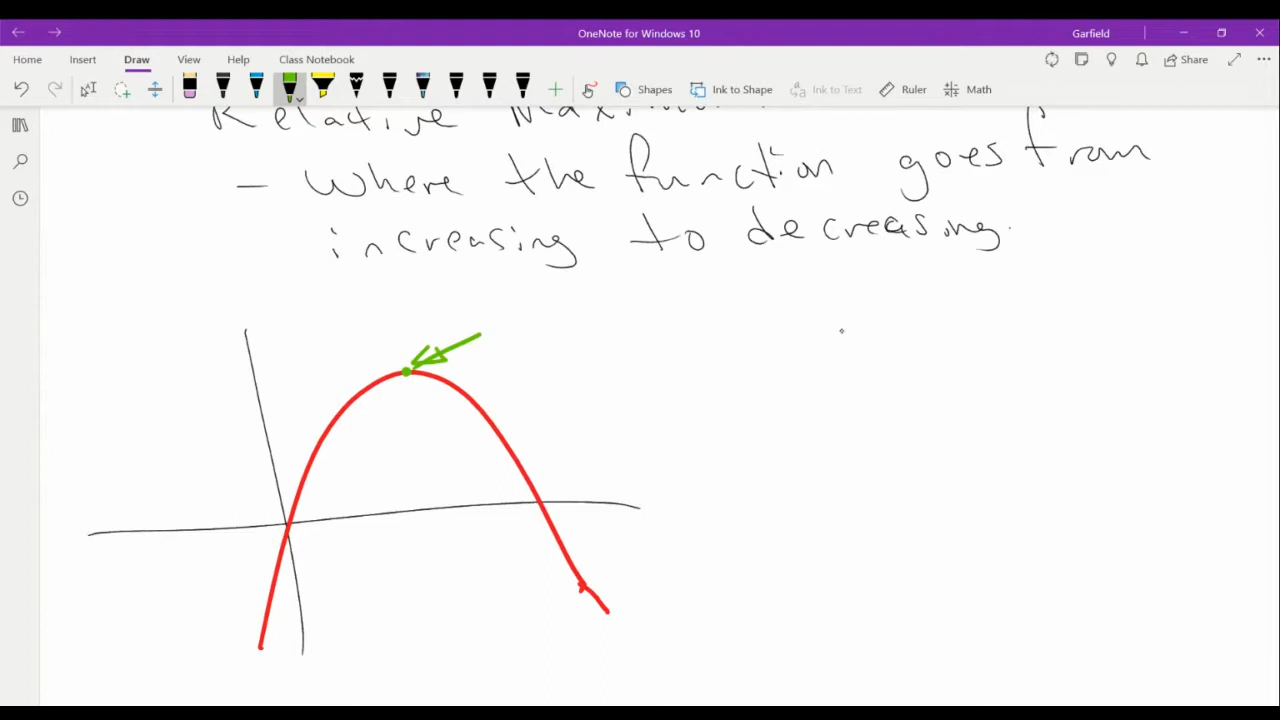 OneNote for Windows 10
Garfield
Home Insert Draw View Help Class Notebook
Share
Shapes Ink to Shape Ink to Text Ruler Math
Relative
- Where the function goes from
increasing to decreasing.